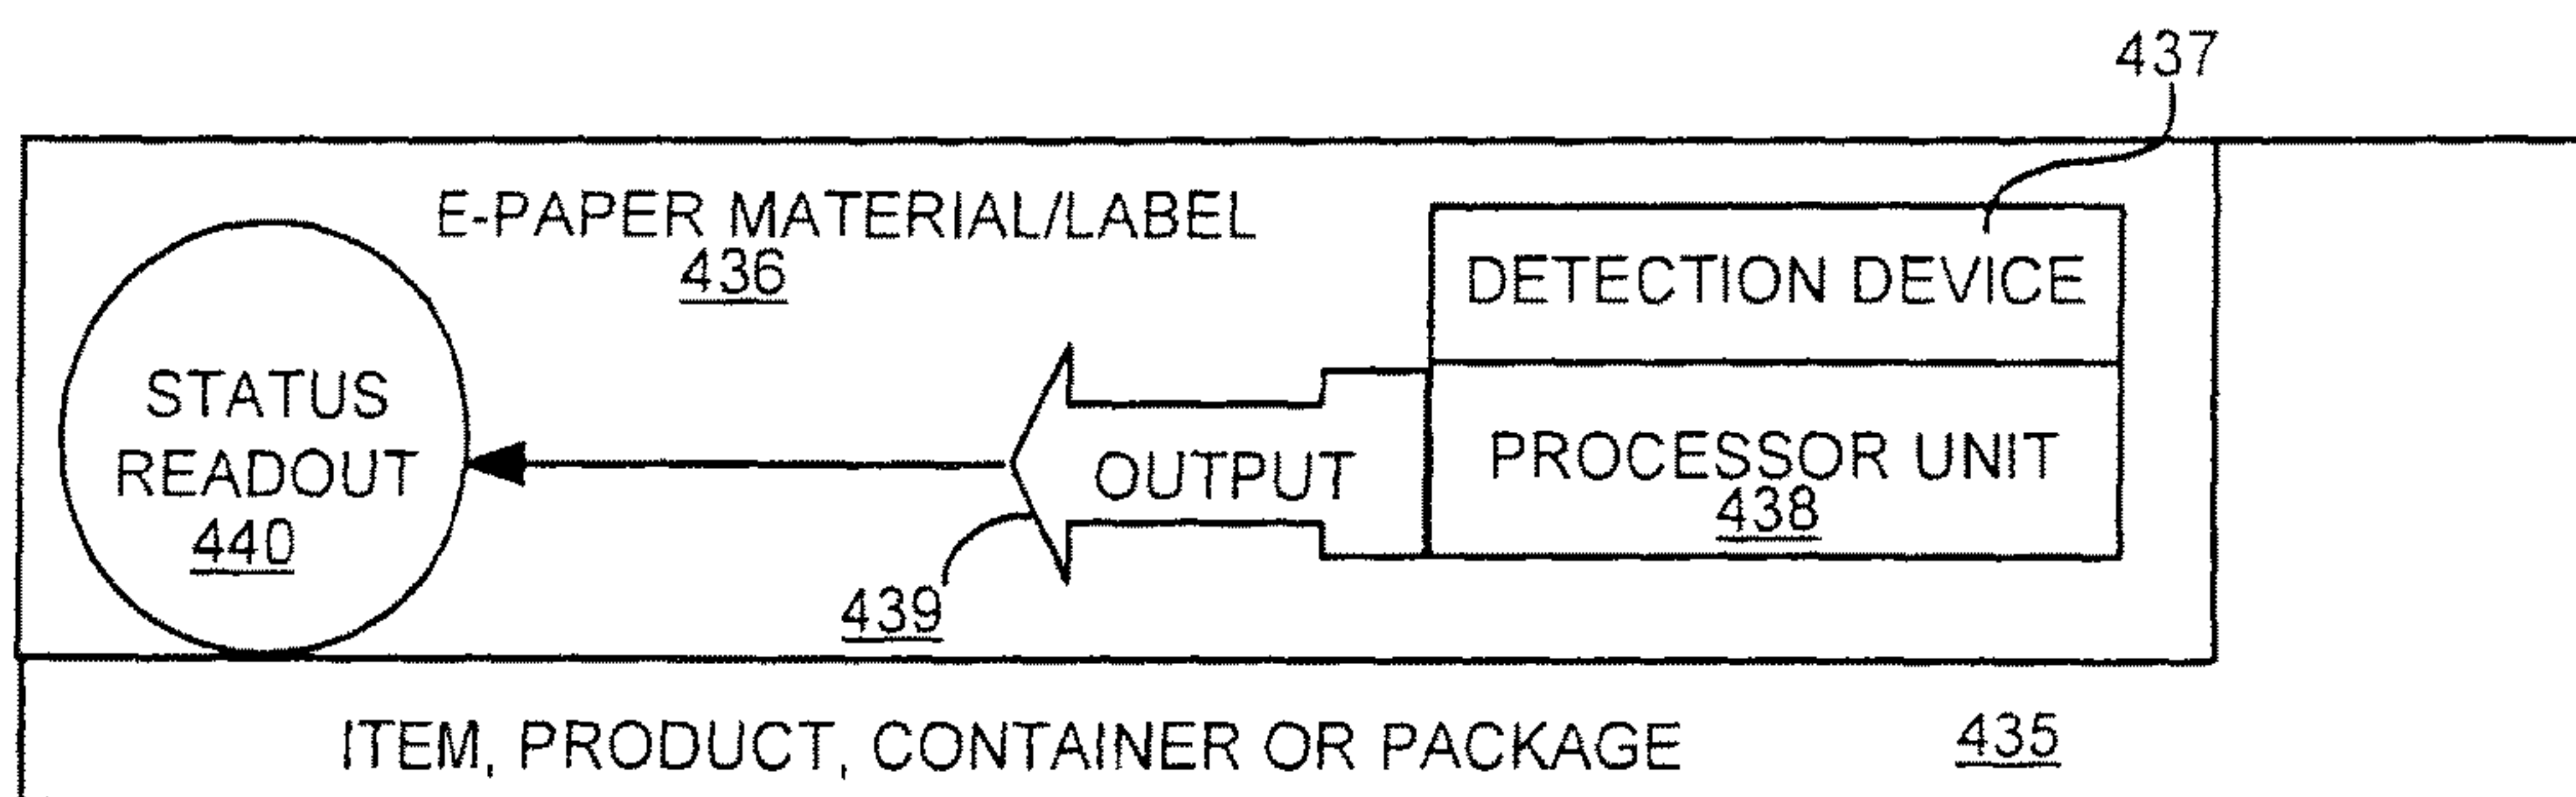 437
E-PAPER MATERIAL/LABEL
436
DETECTION DEVICE
STATUS
READOUT
440
OUTPUT
439
PROCESSOR UNIT
438
ITEM, PRODUCT, CONTAINER OR PACKAGE 435